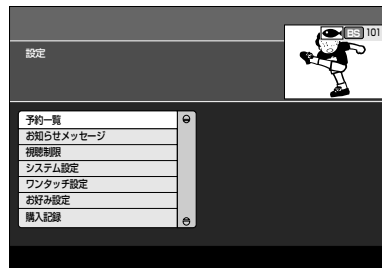 BS 101
設定
予約一覧
お知らせメッセージ
視聴制限
システム設定
ワンタッチ設定
お好み設定
購入記録